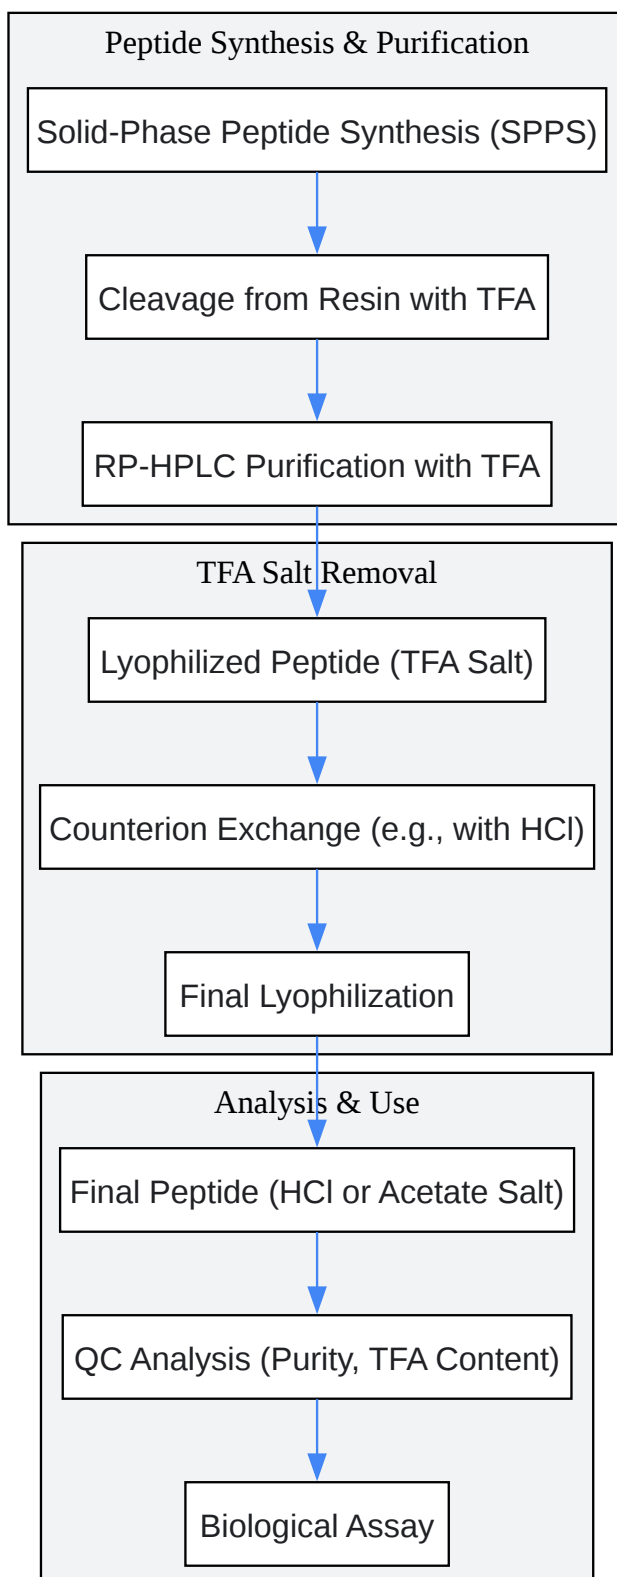 Peptide Synthesis & Purification
Solid-Phase Peptide Synthesis (SPPS)
Cleavage from Resin with TFA
RP-HPLC Purification with TFA
TFA Salt Removal
Lyophilized Peptide (TFA Salt)
Counterion Exchange (e.g., with HCl)
Final Lyophilization
Analysis & Use
Final Peptide (HCl or Acetate Salt)
QC Analysis (Purity, TFA Content)
Biological Assay